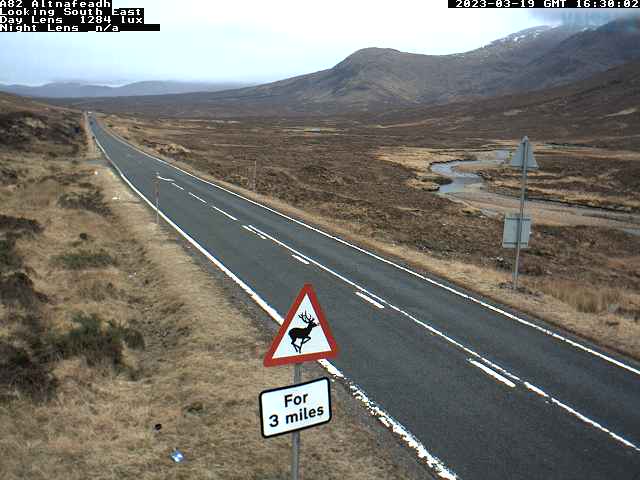 A82 Altnafeadh
2023-03-19 GMT 16:30:02
Looking South East
Day Lens 1284 lux
Night Lens n/a
VAISALA
For
3 miles